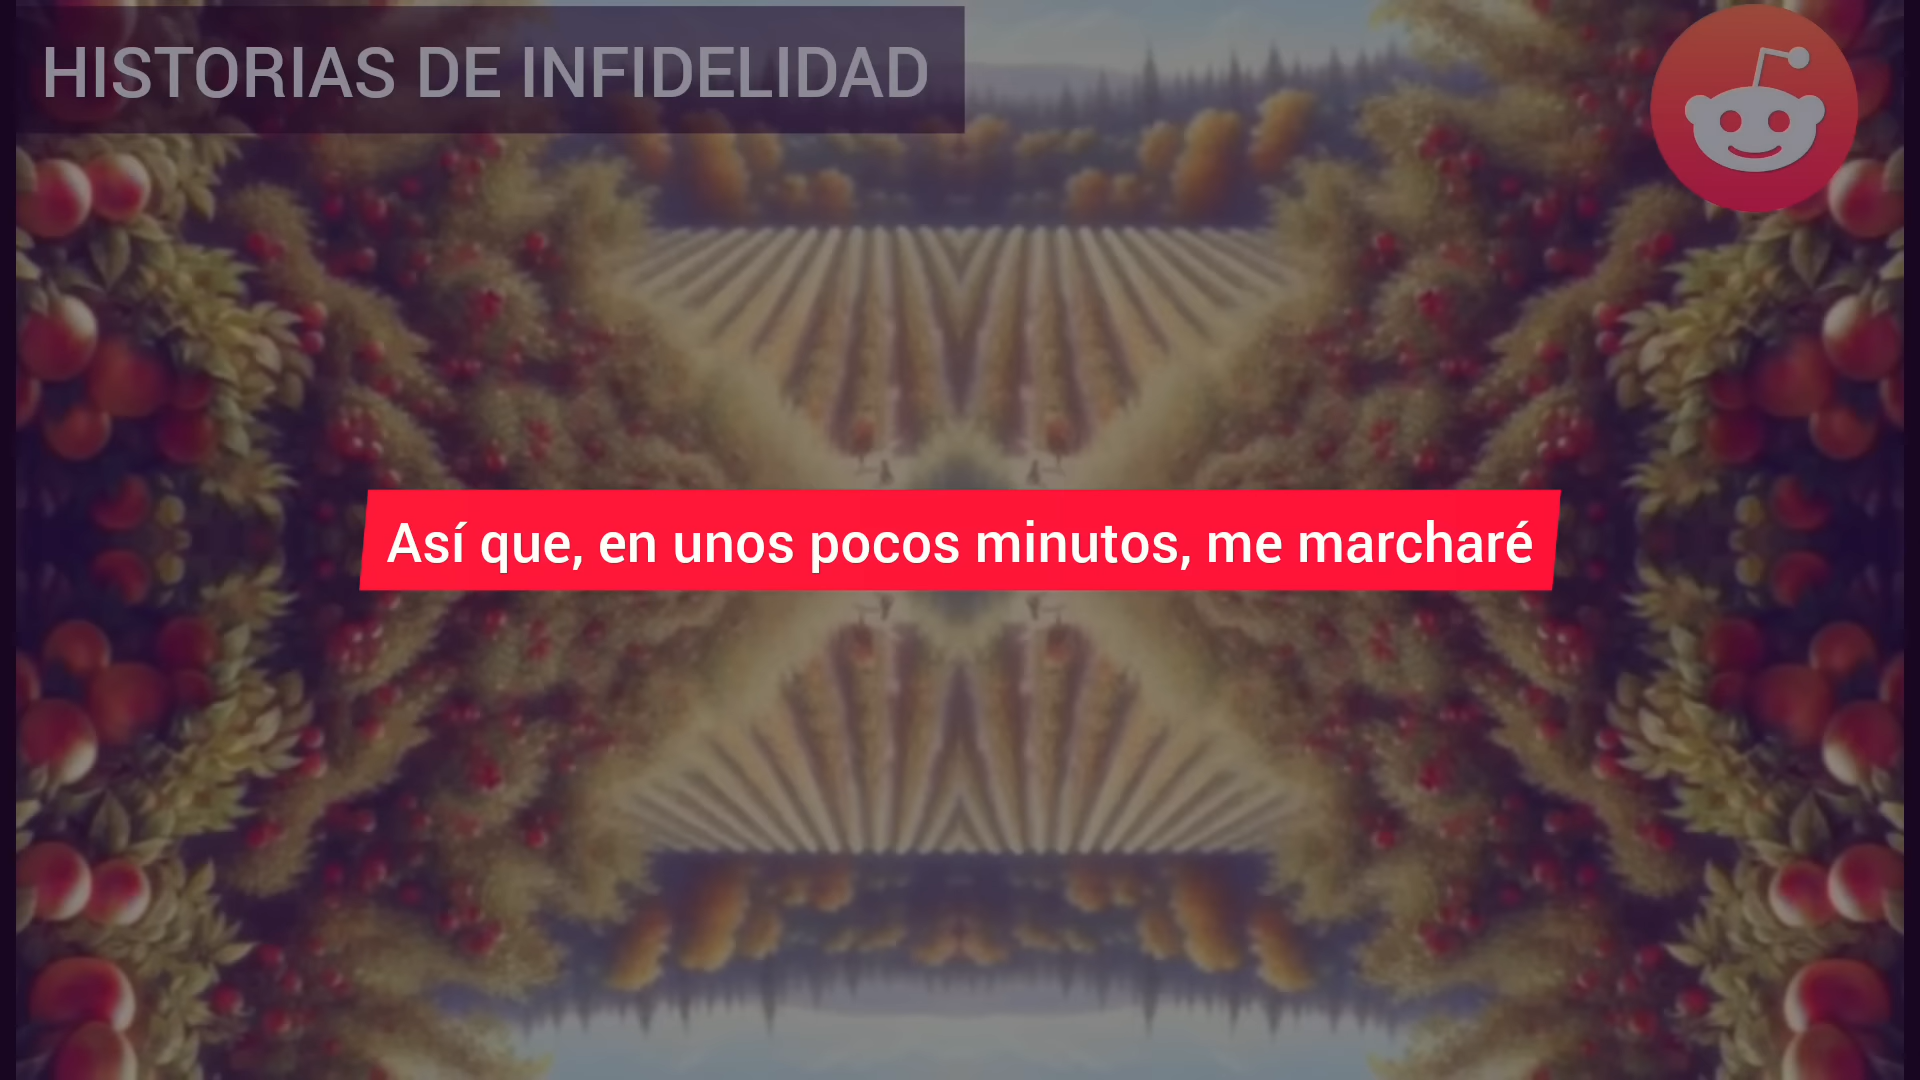 HISTORIAS DE INFIDELIDAD
Así que, en unos pocos minutos, me marcharé